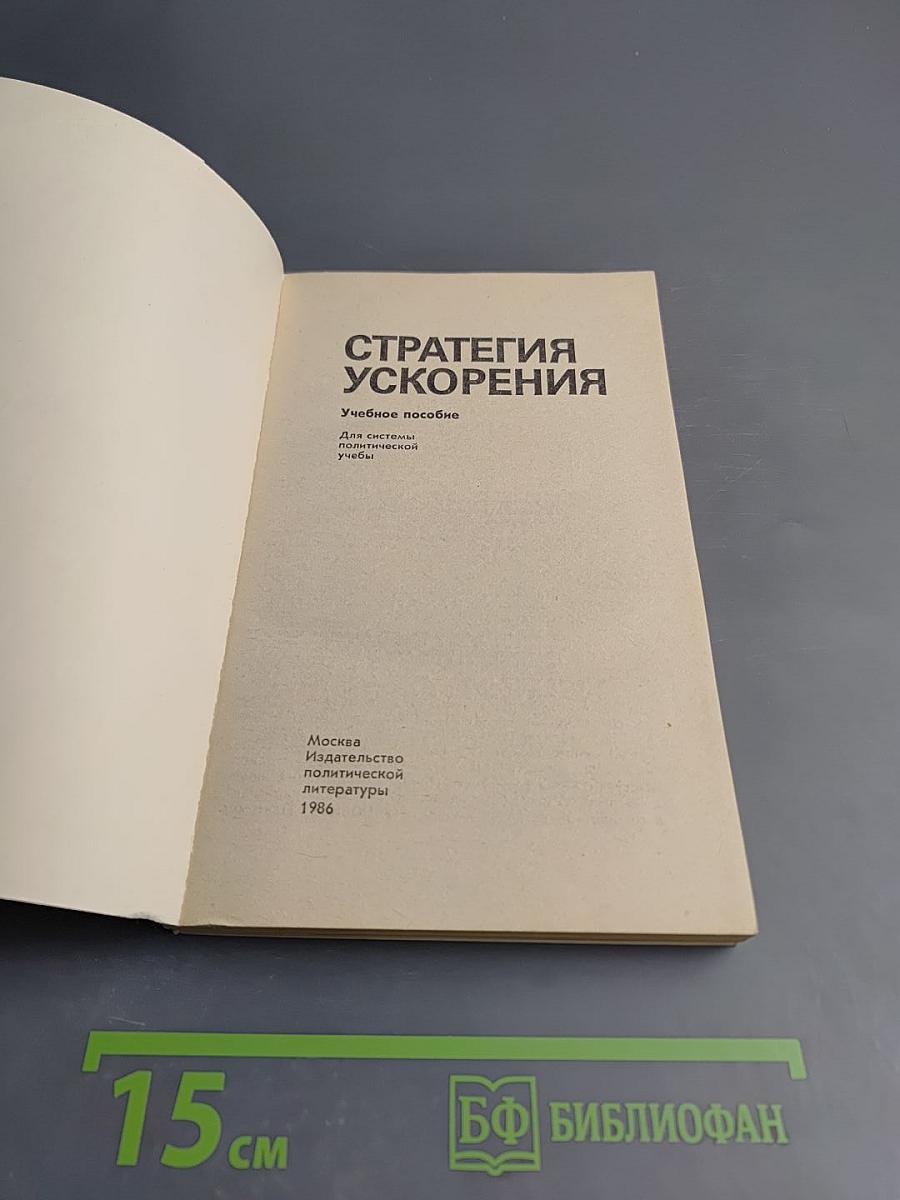 СТРАТЕГИЯ
УСКОРЕНИЯ
Учебное пособие
Для системы
политической
учебы
Москва
Издательство
политической
литературы
1986
15 см
БФ БИБЛИОФАН